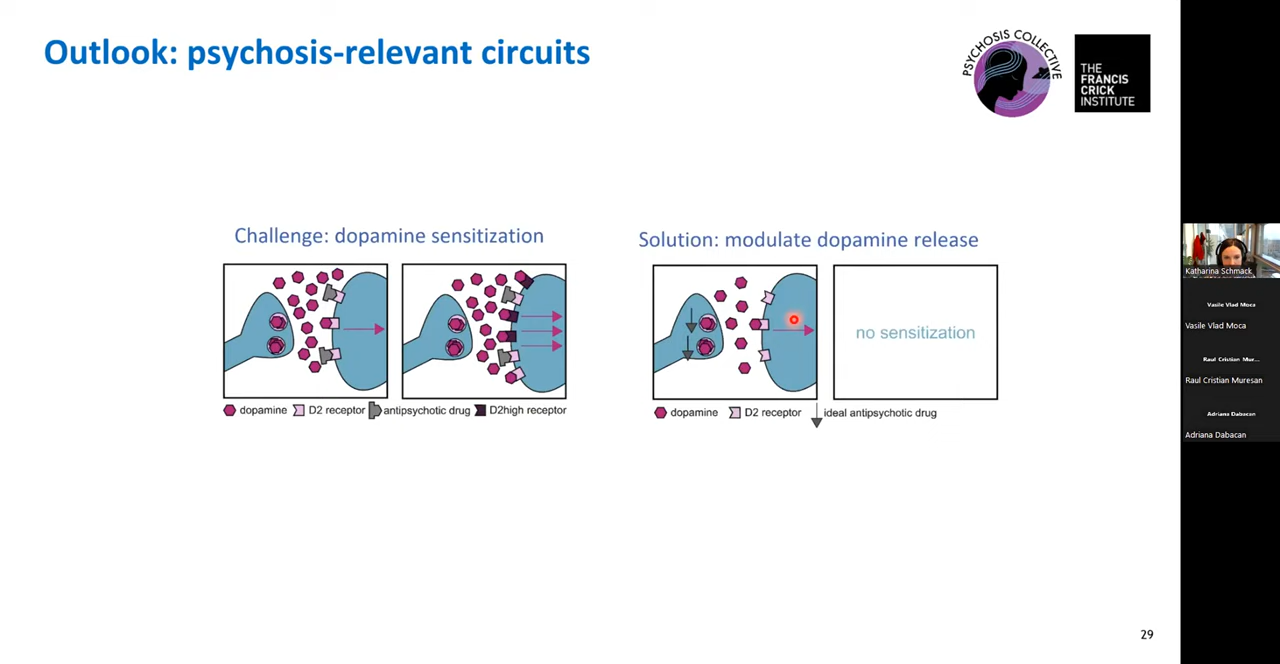 Outlook: psychosis-relevant circuits
PSYCHOSIS COLLECTIVE
THE
FRANCIS
CRICK
INSTITUTE
Challenge: dopamine sensitization
Solution: modulate dopamine release
no sensitization
dopamine D2 receptor antipsychotic drug D2high receptor
dopamine D2 receptor ideal antipsychotic drug
29
Katharina Schmack
Vasile Vlad Moca
Vasile Vlad Moca
Raul Cristian Mur...
Raul Cristian Muresan
Adriana Dabacan
Adriana Dabacan